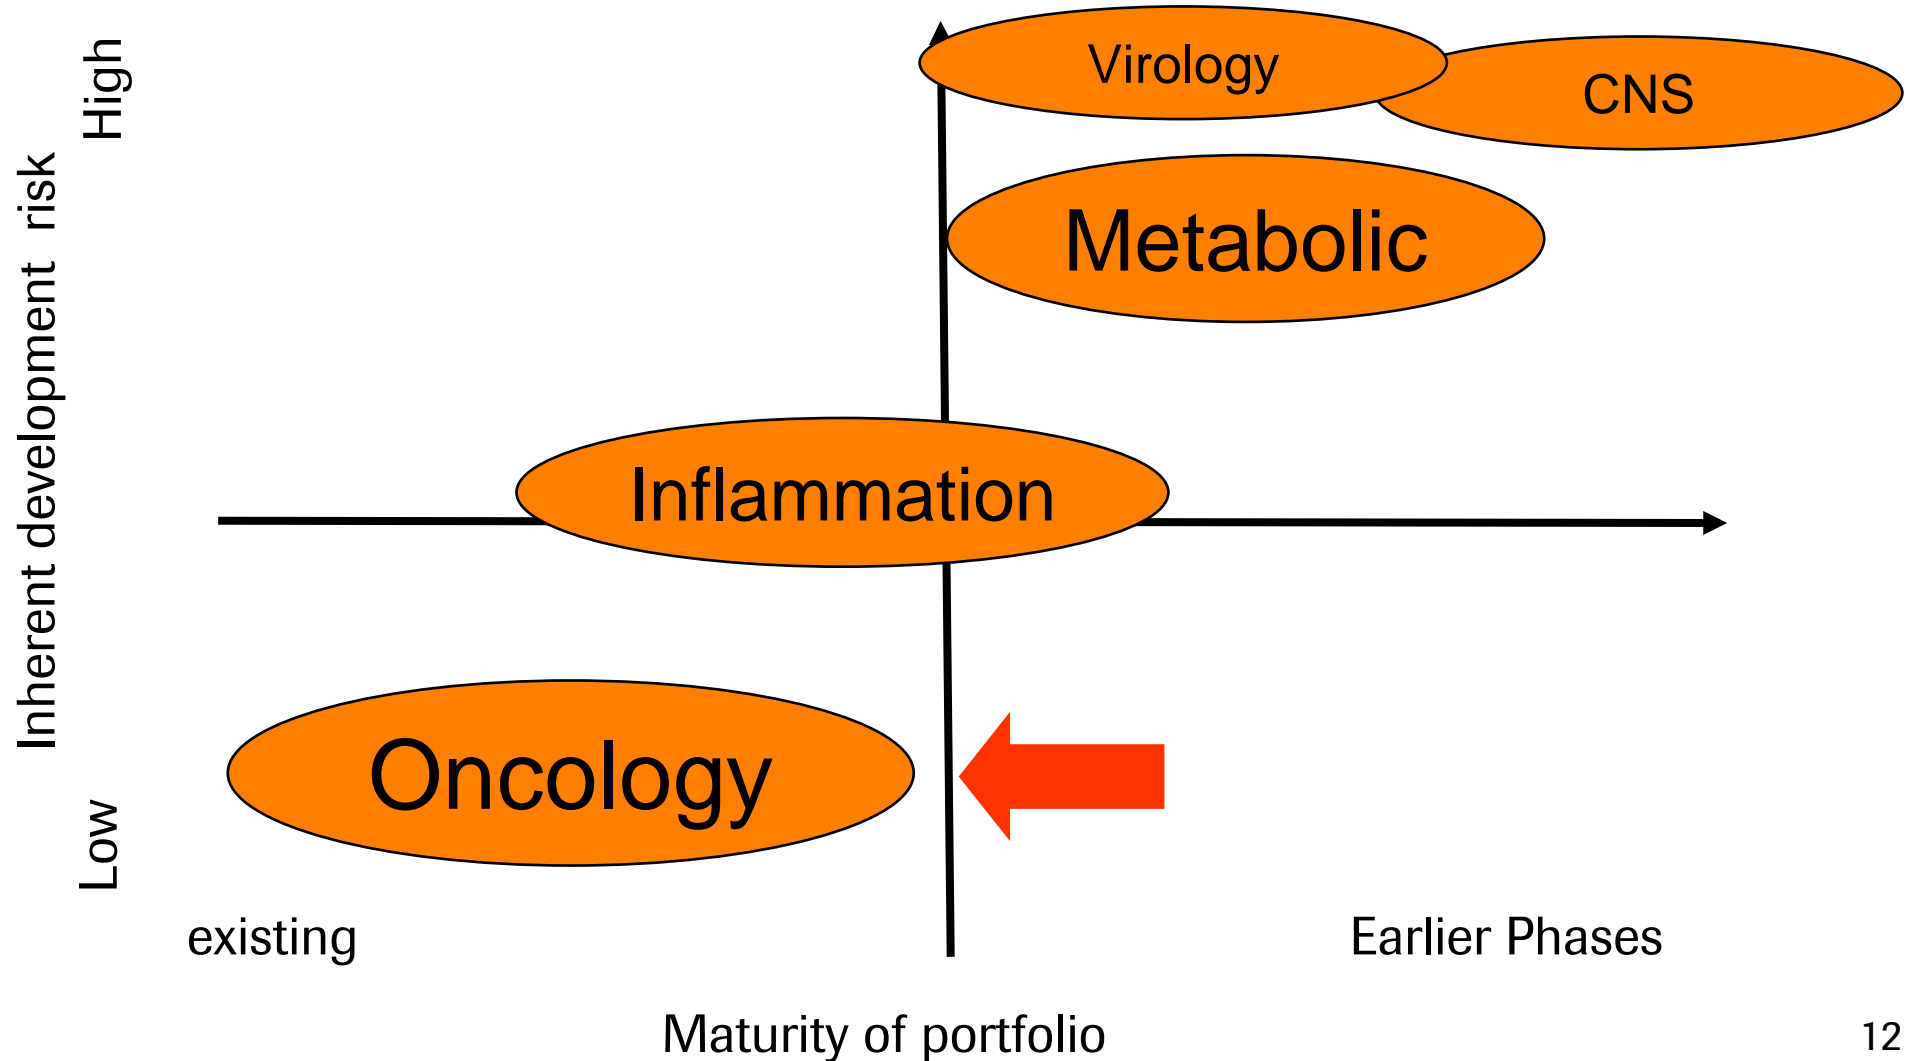 High
Inherent development risk
Low
Virology
CNS
Metabolic
Inflammation
Oncology
existing
Earlier Phases
Maturity of portfolio
12